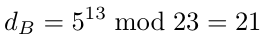 d_B = 5^{13} mod 23 = 21